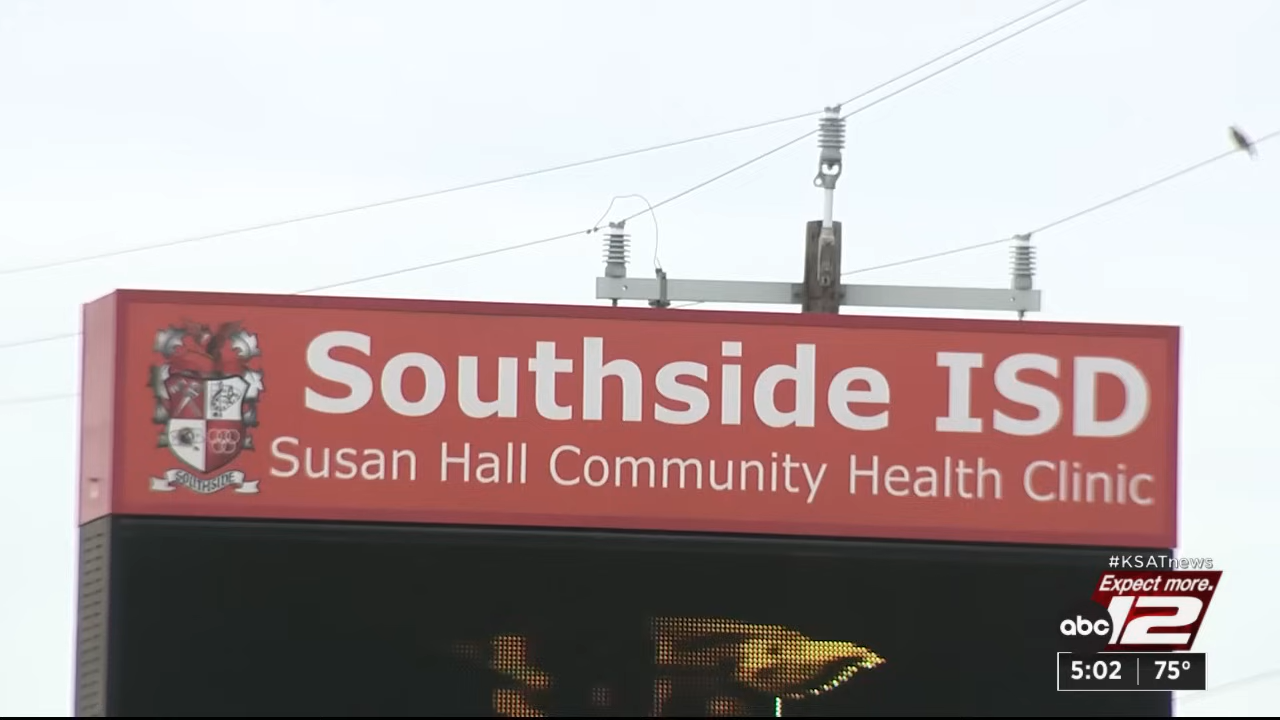 Southside ISD
Susan Hall Community Health Clinic
SOUTHSIDE
#KSATnews
Expect more.
abc 12
5:02 | 75°